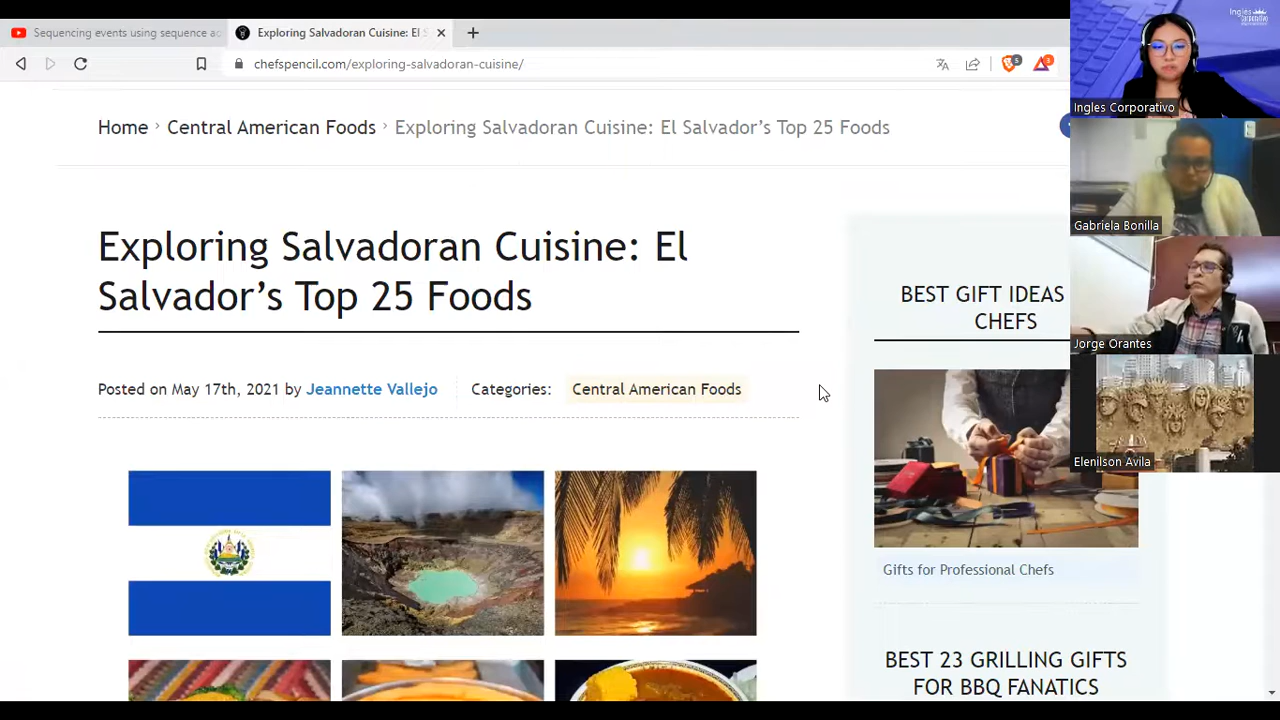 Sequencing events using sequence ad
Exploring Salvadoran Cuisine: El S
chefspencil.com/exploring-salvadoran-cuisine/
Home › Central American Foods › Exploring Salvadoran Cuisine: El Salvador's Top 25 Foods
Exploring Salvadoran Cuisine: El
Salvador's Top 25 Foods
Posted on May 17th, 2021 by Jeannette Vallejo
Categories: Central American Foods
BEST GIFT IDEAS
CHEFS
Gifts for Professional Chefs
BEST 23 GRILLING GIFTS
FOR BBQ FANATICS
Ingles
Corporativo
Ingles Corporativo
Gabriela Bonilla
Jorge Orantes
Elenilson Avila